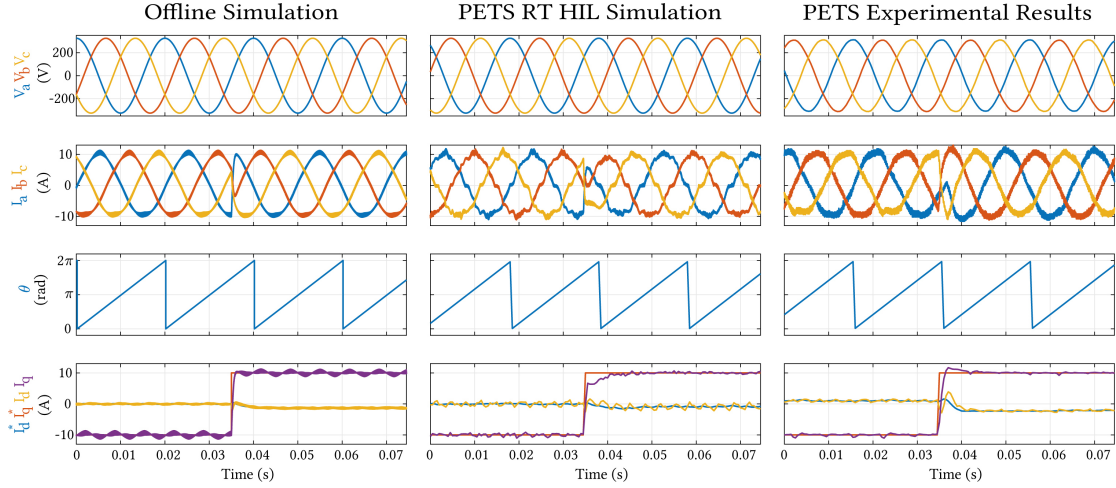 Offline Simulation PETS RT HIL Simulation PETS Experimental Results
Va Vb Vc
(V)
200
0
-200
Ia Ib Ic
(A)
10
0
-10
θ
(rad)
2π
π
0
Id* Iq* Id Iq
(A)
10
0
-10
0 0.01 0.02 0.03 0.04 0.05 0.06 0.07 0 0.01 0.02 0.03 0.04 0.05 0.06 0.07 0 0.01 0.02 0.03 0.04 0.05 0.06 0.07
Time (s) Time (s) Time (s)